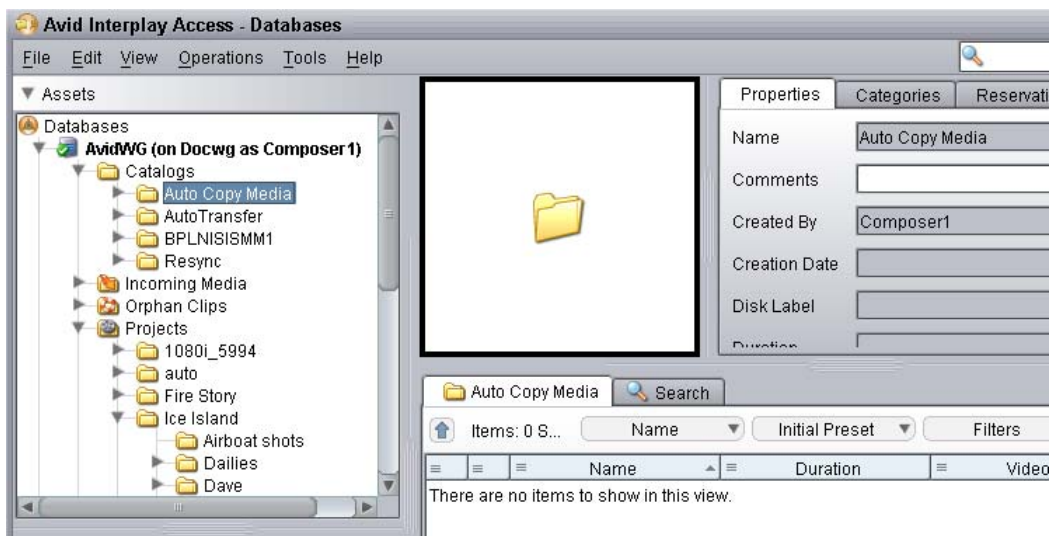 Avid Interplay Access - Databases
File Edit View Operations Tools Help
Assets
Databases
AvidWG (on Docwg as Composer1)
Catalogs
Auto Copy Media
AutoTransfer
BPLNISISMM1
Resync
Incoming Media
Orphan Clips
Projects
1080i_5994
auto
Fire Story
Ice Island
Airboat shots
Dailies
Dave
Properties Categories Reservati
Name Auto Copy Media
Comments
Created By Composer1
Creation Date
Disk Label
Duration
Auto Copy Media Search
Items: 0 S... Name Initial Preset Filters
Name Duration Video
There are no items to show in this view.